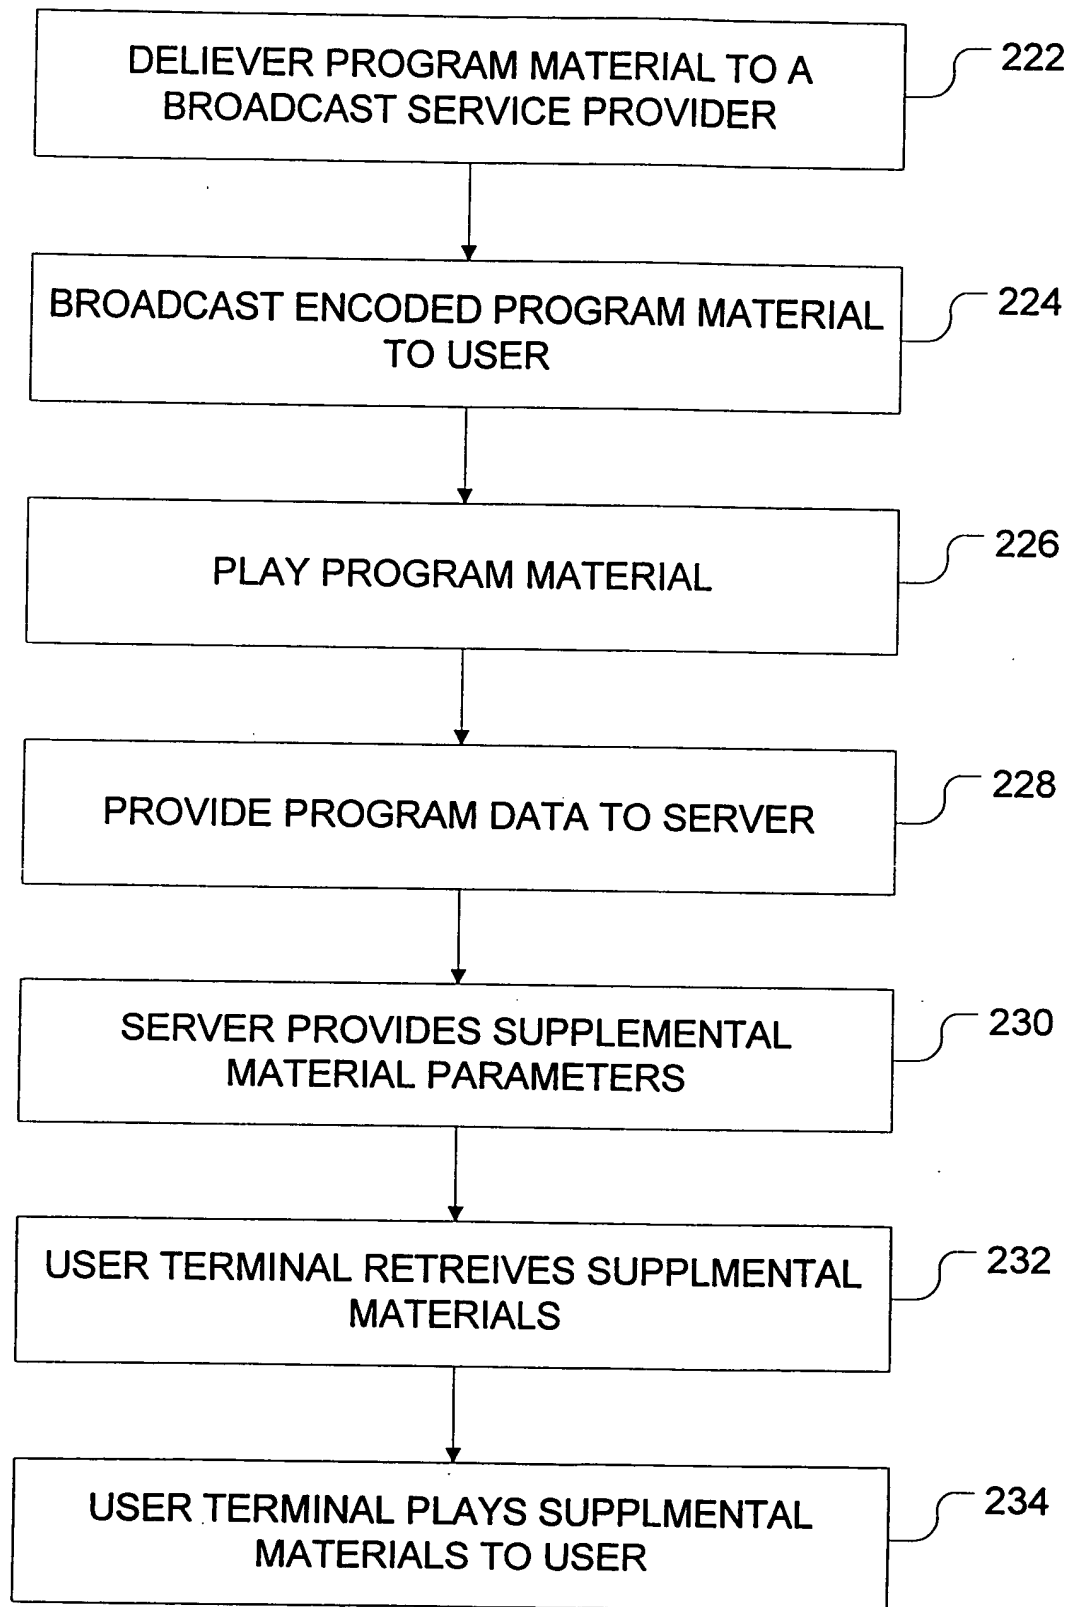 DELIEVER PROGRAM MATERIAL TO A
BROADCAST SERVICE PROVIDER
222
BROADCAST ENCODED PROGRAM MATERIAL
TO USER
224
PLAY PROGRAM MATERIAL
226
PROVIDE PROGRAM DATA TO SERVER
228
SERVER PROVIDES SUPPLEMENTAL
MATERIAL PARAMETERS
230
USER TERMINAL RETREIVES SUPPLMENTAL
MATERIALS
232
USER TERMINAL PLAYS SUPPLMENTAL
MATERIALS TO USER
234